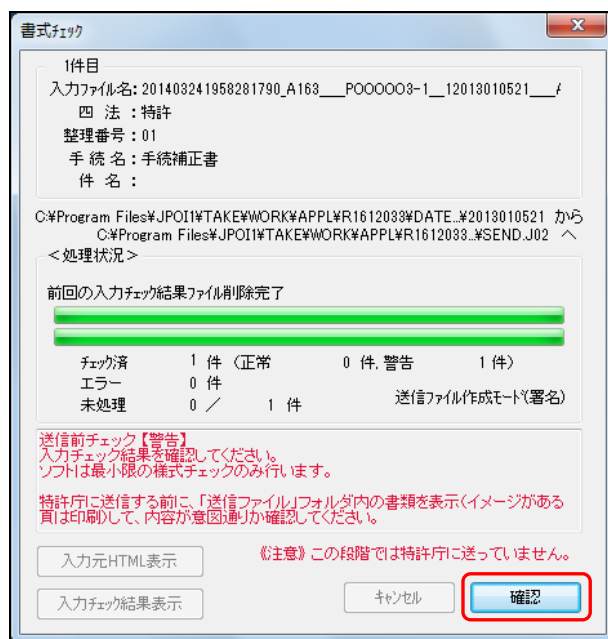 書式ﾁｪｯｸ
1件目
入力ﾌｧｲﾙ名: 201403241958281790_A163___P000003-1__12013010521___/
四 法 : 特許
整理番号 : 01
手 続 名 : 手続補正書
件 名 :
C:¥Program Files¥JPOI1¥TAKE¥WORK¥APPL¥R1612033¥DATE...¥2013010521 から
C:¥Program Files¥JPOI1¥TAKE¥WORK¥APPL¥R1612033...¥SEND.J02 へ
<処理状況>
前回の入力ﾁｪｯｸ結果ﾌｧｲﾙ削除完了
ﾁｪｯｸ済 1 件 (正常 0 件, 警告 1 件)
エラー 0 件
未処理 0 / 1 件 送信ﾌｧｲﾙ作成ﾓｰﾄﾞ(署名)
送信前チェック【警告】
入力チェック結果を確認してください。
ソフトは最小限の様式チェックのみ行います。
特許庁に送信する前に、「送信ファイル」フォルダ内の書類を表示(イメージがある
頁は印刷)して、内容が意図通りか確認してください。
入力元HTML表示
《注意》この段階では特許庁に送っていません。
入力ﾁｪｯｸ結果表示
ｷｬﾝｾﾙ
確認